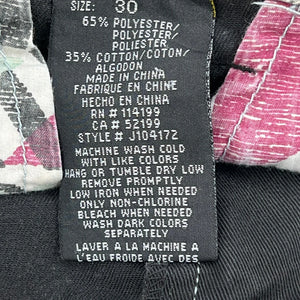 SIZE: 30
65% POLYESTER/
POLYESTER/
POLIESTER
35% COTTON/COTON/
ALGODON
MADE IN CHINA
FABRIQUE EN CHINE
HECHO EN CHINA
RN # 114199
CA # 52199
STYLE # J104172
MACHINE WASH COLD
WITH LIKE COLORS
HANG OR TUMBLE DRY LOW
REMOVE PROMPTLY
LOW IRON WHEN NEEDED
ONLY NON-CHLORINE
BLEACH WHEN NEEDED
WASH DARK COLORS
SEPARATELY
LAVER A LA MACHINE A
L'EAU FROIDE AVEC DES